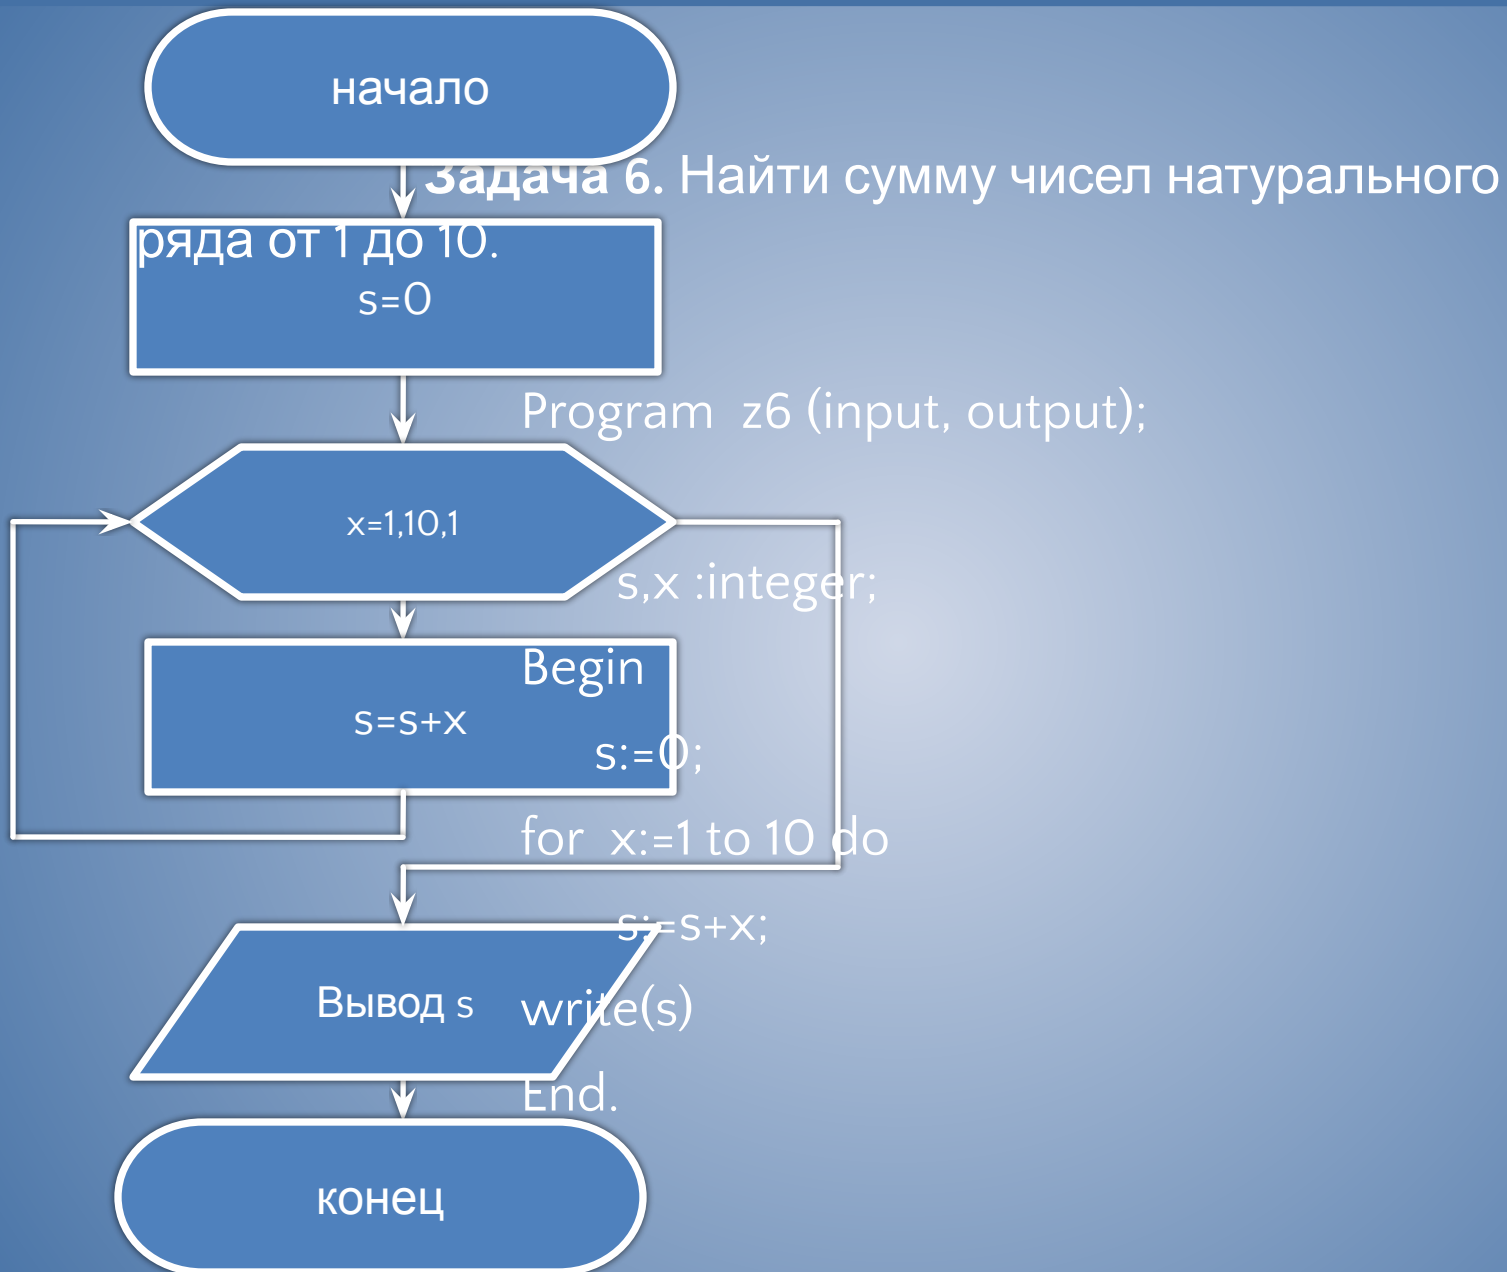 начало
Задача 6. Найти сумму чисел натурального
ряда от 1 до 10.
s=0
Program z6 (input, output);
x=1,10,1
s,x :integer;
Begin
s=s+x
s:=0;
for x:=1 to 10 do
s:=s+x;
Вывод s
write(s)
End.
конец